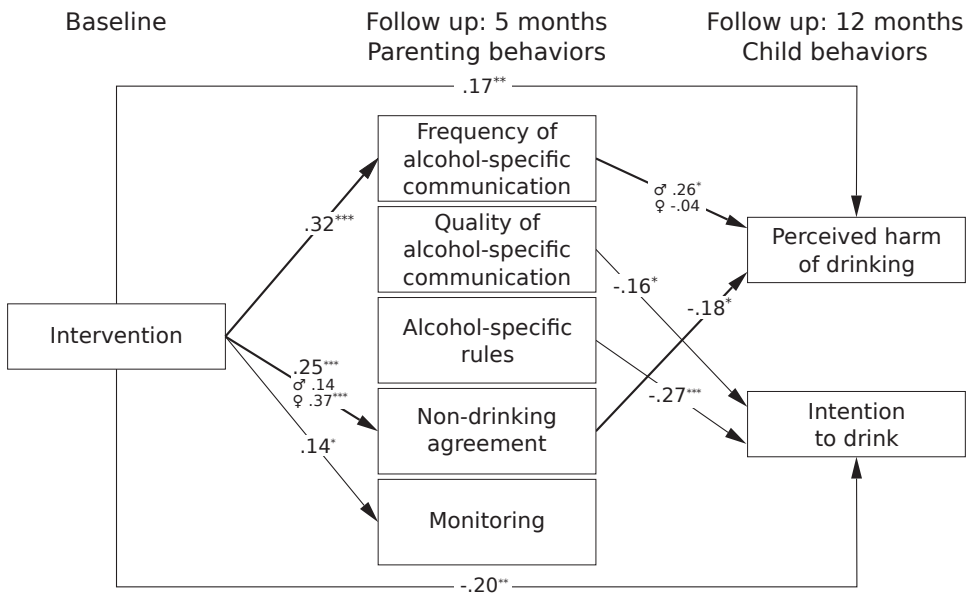 Baseline
Follow up: 5 months
Parenting behaviors
Follow up: 12 months
Child behaviors
.17**
Frequency of
alcohol-specific
communication
♂ .26*
♀ -.04
.32***
Quality of
alcohol-specific
communication
Perceived harm
of drinking
-.16*
-.18*
Intervention
Alcohol-specific
rules
.25***
♂ .14
♀ .37***
-.27***
Non-drinking
agreement
Intention
to drink
.14*
Monitoring
-.20**